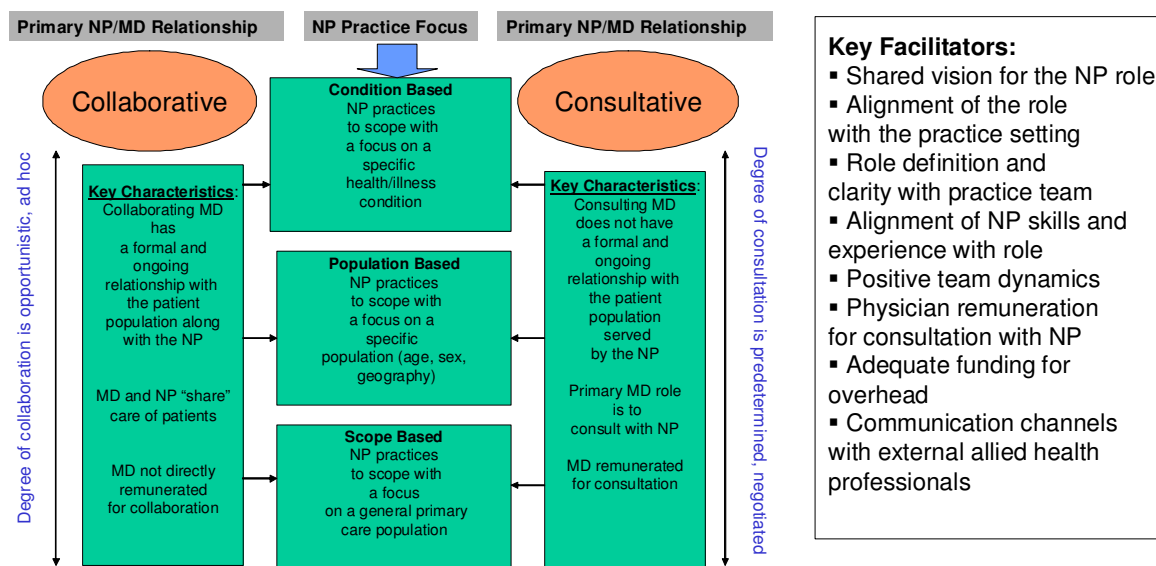 Primary NP/MD Relationship
NP Practice Focus
Primary NP/MD Relationship
Collaborative
Consultative
Degree of collaboration is opportunistic, ad hoc
Key Characteristics:
Collaborating MD
has
a formal and
ongoing
relationship with
the patient
population along
with the NP
MD and NP “share”
care of patients
MD not directly
remunerated
for collaboration
Condition Based
NP practices
to scope with
a focus on a
specific
health/illness
condition
Population Based
NP practices
to scope with
a focus on a
specific
population (age, sex,
geography)
Scope Based
NP practices
to scope with
a focus
on a general primary
care population
Key Characteristics:
Consulting MD
does not have
a formal and
ongoing
relationship with
the patient
population
served
by the NP
Primary MD role
is to
consult with NP
MD remunerated
for consultation
Degree of consultation is predetermined, negotiated
Key Facilitators:
▪ Shared vision for the NP role
▪ Alignment of the role
with the practice setting
▪ Role definition and
clarity with practice team
▪ Alignment of NP skills and
experience with role
▪ Positive team dynamics
▪ Physician remuneration
for consultation with NP
▪ Adequate funding for
overhead
▪ Communication channels
with external allied health
professionals